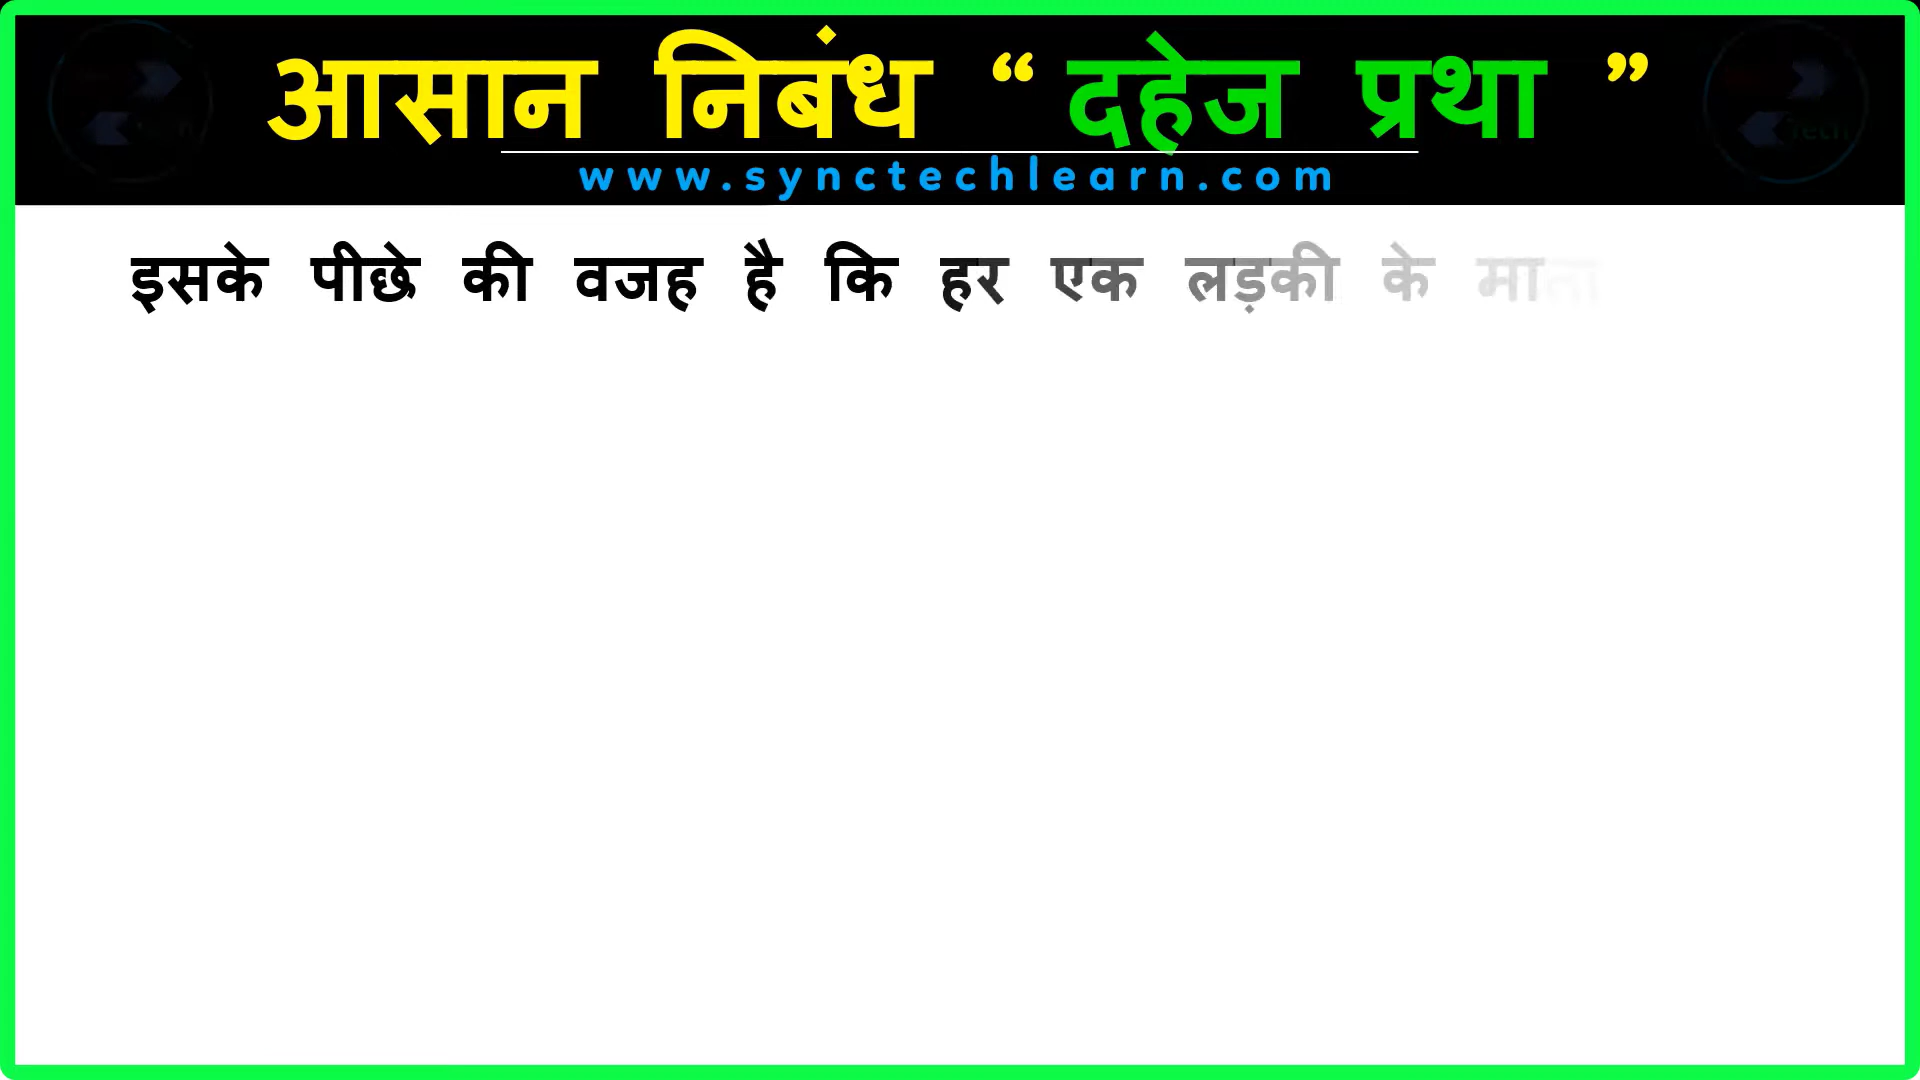 आसान निबंध “ दहेज प्रथा ”
www.synctechlearn.com
इसके पीछे की वजह है कि हर एक लड़की के माता